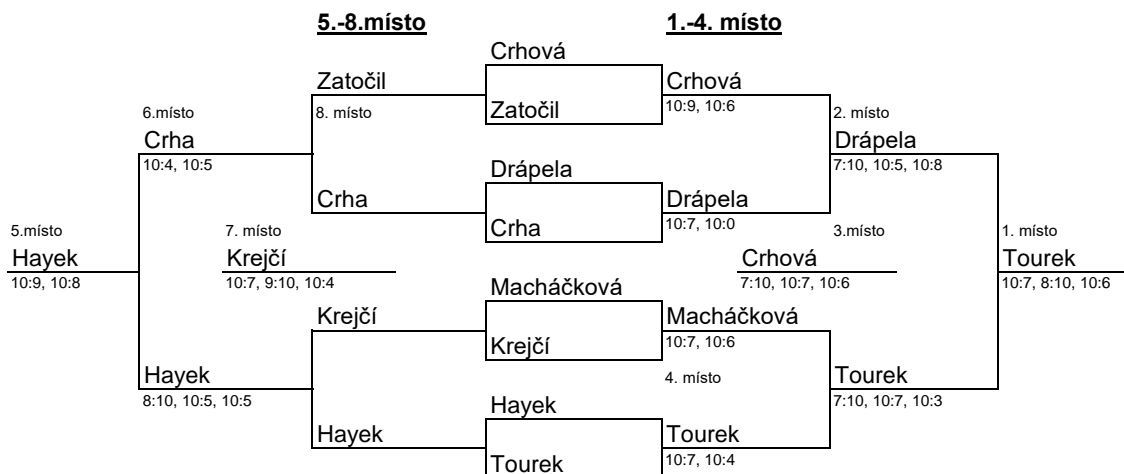 5.-8.místo 1.-4. místo
Crhová
Zatočil Crhová
6.místo 8. místo Zatočil 10:9, 10:6 2. místo
Crha Drápela
10:4, 10:5 Drápela 7:10, 10:5, 10:8
Crha Drápela
5.místo 7. místo Crha 10:7, 10:0 3.místo 1. místo
Hayek Krejčí Crhová Tourek
10:9, 10:8 10:7, 9:10, 10:4 Macháčková 7:10, 10:7, 10:6 10:7, 8:10, 10:6
Krejčí Macháčková
Krejčí 10:7, 10:6
Hayek 4. místo Tourek
8:10, 10:5, 10:5 Hayek 7:10, 10:7, 10:3
Hayek Tourek
Tourek 10:7, 10:4